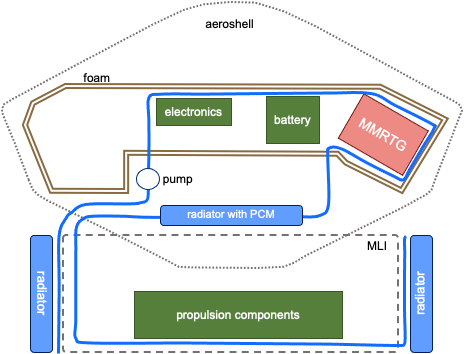 aeroshell
foam
electronics
battery
MMRTG
pump
radiator with PCM
MLI
radiator
radiator
propulsion components